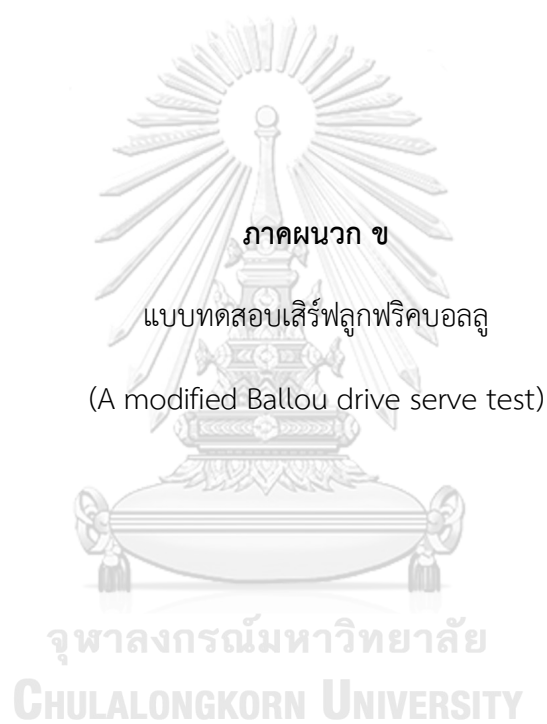 ภาคผนวก ข
แบบทดสอบเสิร์ฟลูกฟริคบอลลู
(A modified Ballou drive serve test)
จุฬาลงกรณ์มหาวิทยาลัย
CHULALONGKORN UNIVERSITY